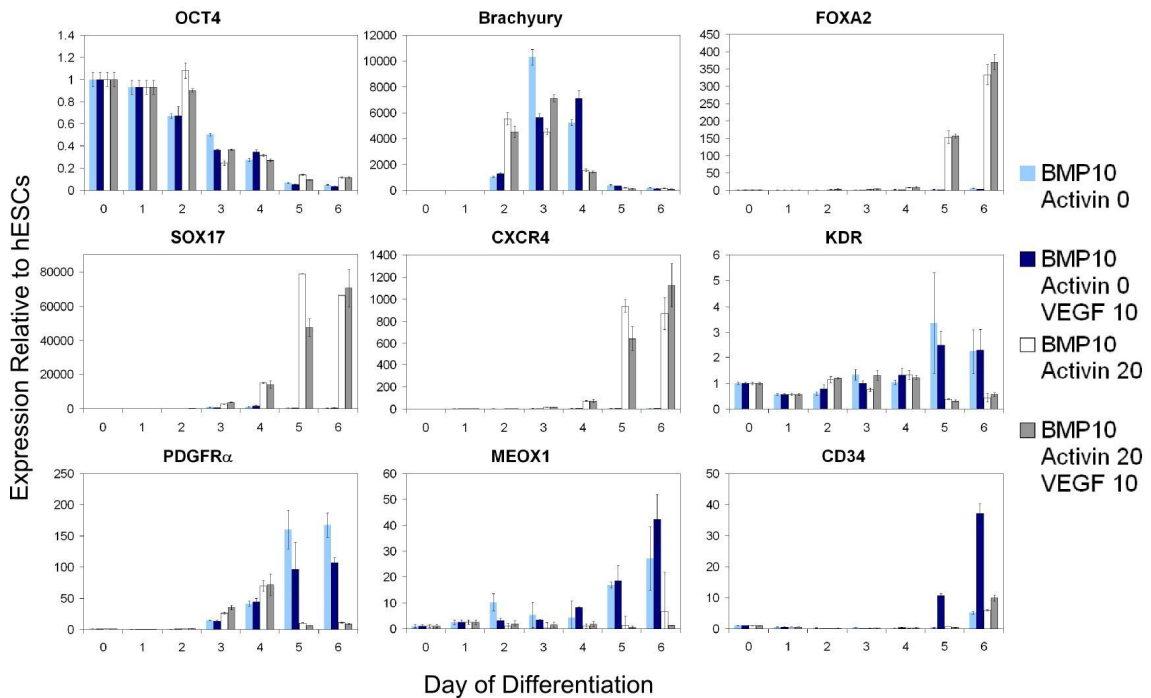 OCT4
Brachyury
FOXA2
1.4
1.2
1
0.8
0.6
0.4
0.2
0
0 1 2 3 4 5 6
12000
10000
8000
6000
4000
2000
0
0 1 2 3 4 5 6
450
400
350
300
250
200
150
100
50
0
0 1 2 3 4 5 6
SOX17
CXCR4
KDR
80000
60000
40000
20000
0
0 1 2 3 4 5 6
1400
1200
1000
800
600
400
200
0
0 1 2 3 4 5 6
6
5
4
3
2
1
0
0 1 2 3 4 5 6
PDGFRα
MEOX1
CD34
250
200
150
100
50
0
0 1 2 3 4 5 6
60
50
40
30
20
10
0
0 1 2 3 4 5 6
50
40
30
20
10
0
0 1 2 3 4 5 6
Expression Relative to hESCs
Day of Differentiation
BMP10
Activin 0
BMP10
Activin 0
VEGF 10
BMP10
Activin 20
BMP10
Activin 20
VEGF 10